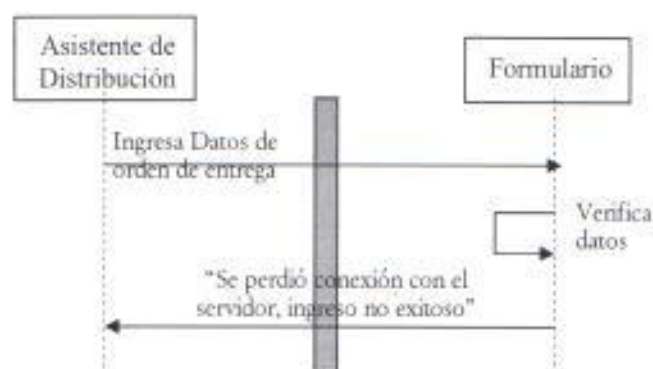 Asistente de
Distribución
Formulario
Ingresa Datos de
orden de entrega
Verifica
datos
"Se perdió conexión con el
servidor, ingreso no exitoso"